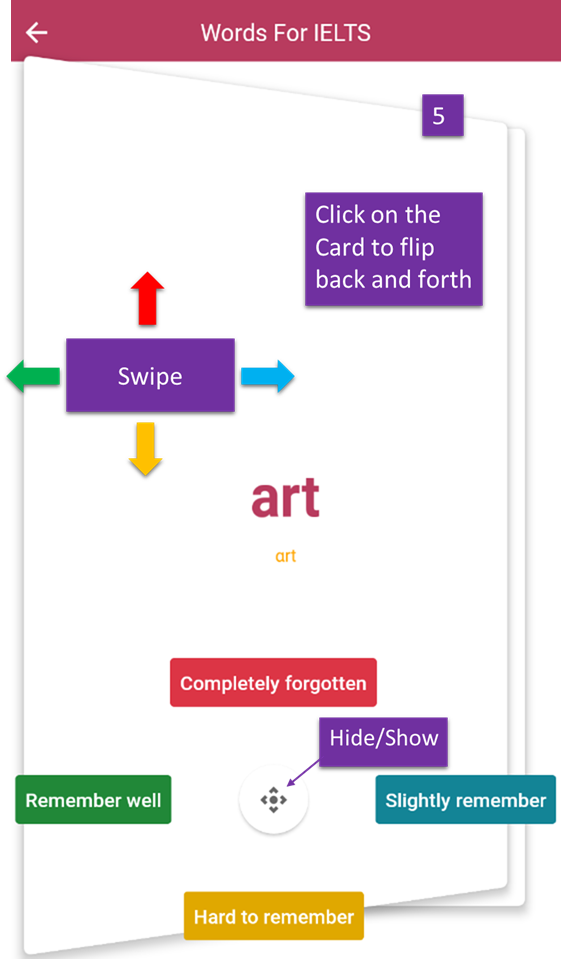 Words For IELTS
5
Click on the
Card to flip
back and forth
Swipe
art
ɑrt
Completely forgotten
Hide/Show
Remember well
Slightly remember
Hard to remember